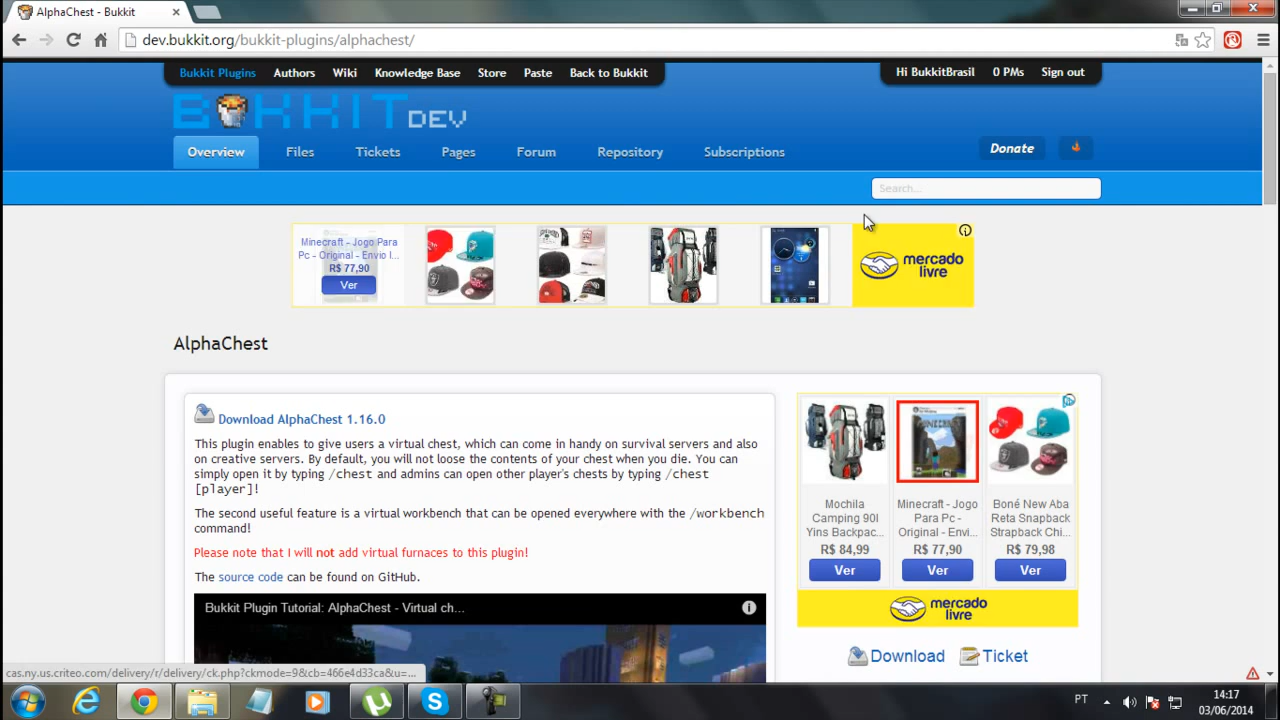 AlphaChest - Bukkit
dev.bukkit.org/bukkit-plugins/alphachest/
Bukkit Plugins Authors Wiki Knowledge Base Store Paste Back to Bukkit
Hi BukkitBrasil 0 PMs Sign out
BUKKIT DEV
Overview Files Tickets Pages Forum Repository Subscriptions
Donate
Search...
Minecraft - Jogo Para
Pc - Original - Envio I...
R$ 77,90
Ver
mercado
livre
AlphaChest
Download AlphaChest 1.16.0
This plugin enables to give users a virtual chest, which can come in handy on survival servers and also
on creative servers. By default, you will not loose the contents of your chest when you die. You can
simply open it by typing /chest and admins can open other player's chests by typing /chest
[player]!
The second useful feature is a virtual workbench that can be opened everywhere with the /workbench
command!
Please note that I will not add virtual furnaces to this plugin!
The source code can be found on GitHub.
Bukkit Plugin Tutorial: AlphaChest - Virtual ch...
Mochila
Camping 90l
Yins Backpac...
R$ 84,99
Ver
Minecraft - Jogo
Para Pc -
Original - Envi...
R$ 77,90
Ver
Boné New Aba
Reta Snapback
Strapback Chi...
R$ 79,98
Ver
mercado
livre
Download Ticket
cas.ny.us.criteo.com/delivery/r/delivery/ck.php?ckmode=9&cb=466e4d33ca&u=...
PT
14:17
03/06/2014